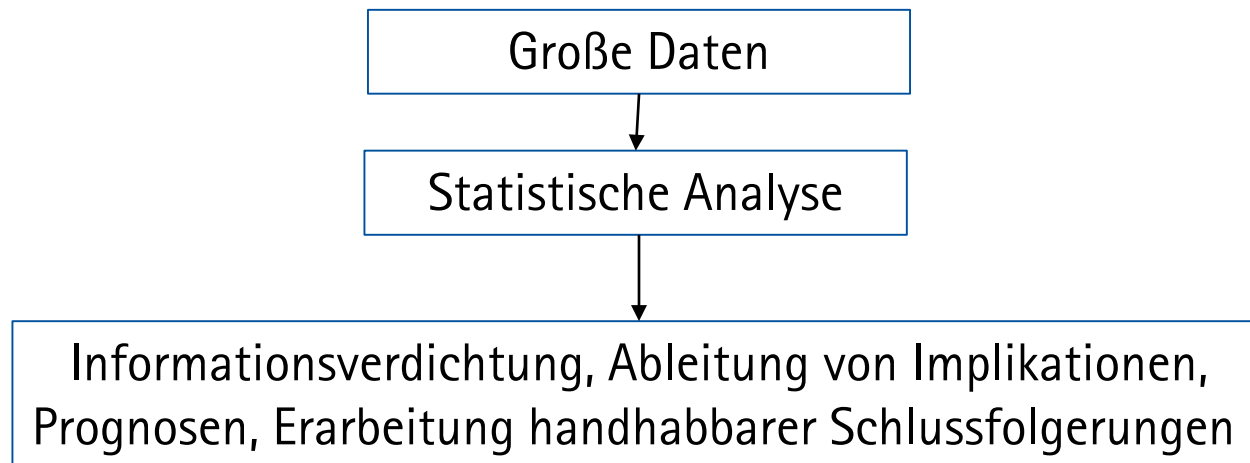 Große Daten
Statistische Analyse
Informationsverdichtung, Ableitung von Implikationen,
Prognosen, Erarbeitung handhabbarer Schlussfolgerungen